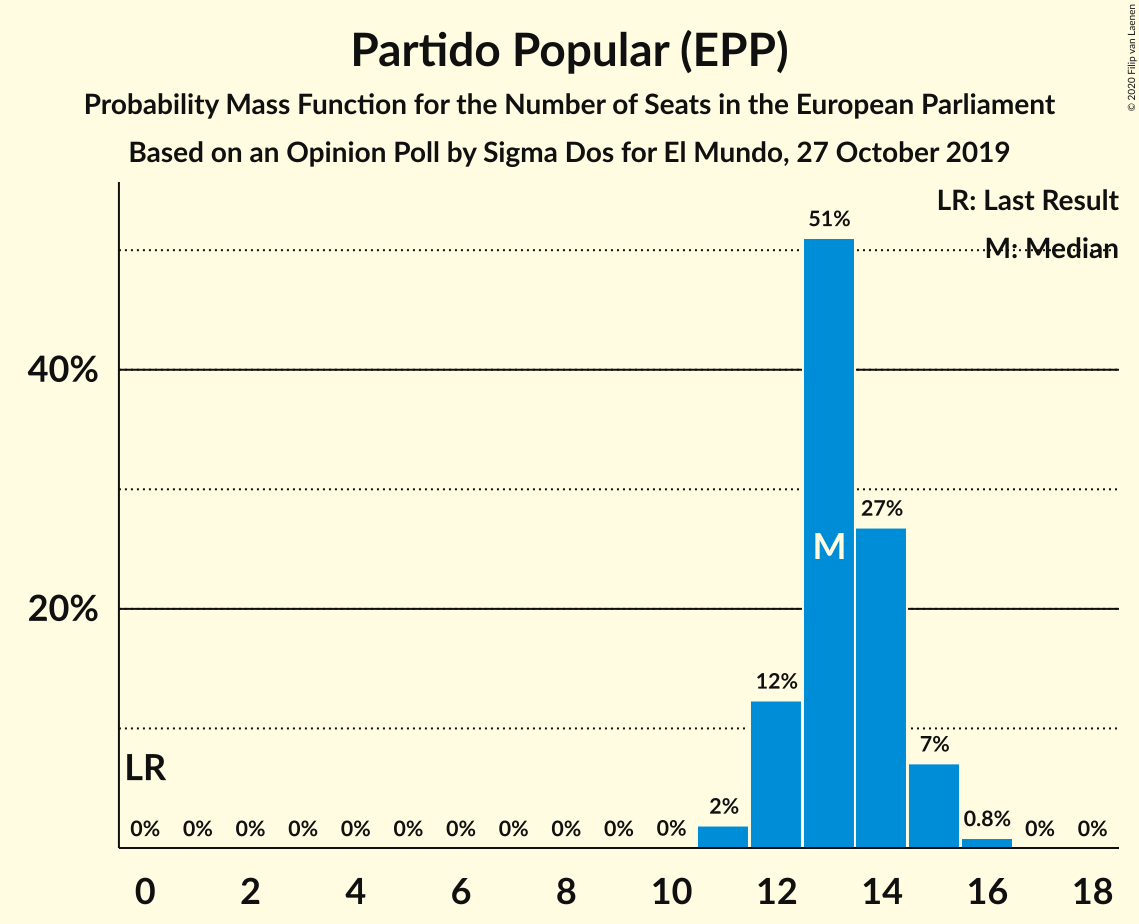 Partido Popular (EPP)
Probability Mass Function for the Number of Seats in the European Parliament
Based on an Opinion Poll by Sigma Dos for El Mundo, 27 October 2019
© 2020 Filip van Laenen
LR: Last Result
M: Median
51%
40%
27%
M
20%
12%
7%
LR
2%
0.8%
0% 0% 0% 0% 0% 0% 0% 0% 0% 0% 0% 0% 0%
0 2 4 6 8 10 12 14 16 18